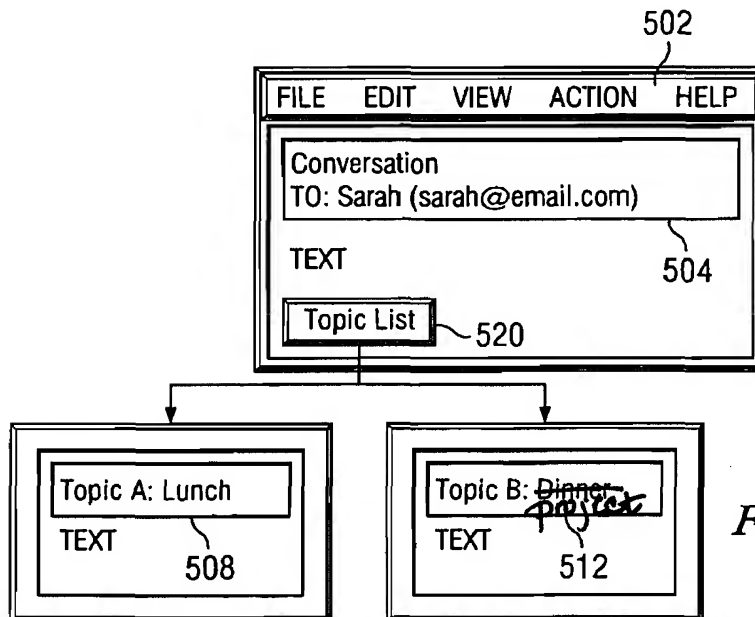 502
FILE EDIT VIEW ACTION HELP
Conversation
TO: Sarah (sarah@email.com)
504
TEXT
Topic List
520
Topic A: Lunch
TEXT
508
Topic B: Dinner
project
TEXT
512
F